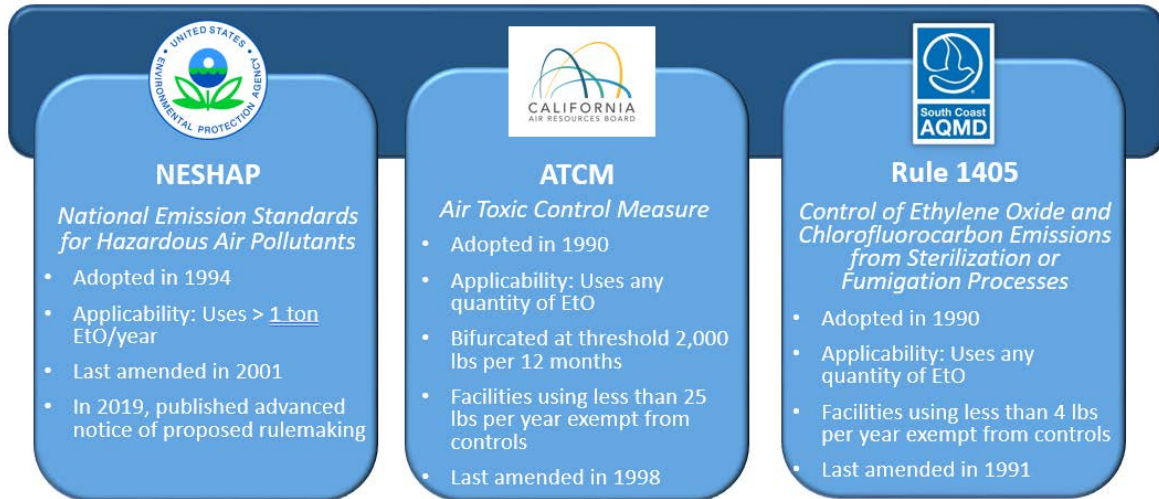 UNITED STATES
ENVIRONMENTAL PROTECTION AGENCY
NESHAP
National Emission Standards
for Hazardous Air Pollutants
• Adopted in 1994
• Applicability: Uses > 1 ton
EtO/year
• Last amended in 2001
• In 2019, published advanced
notice of proposed rulemaking
CALIFORNIA
AIR RESOURCES BOARD
ATCM
Air Toxic Control Measure
• Adopted in 1990
• Applicability: Uses any
quantity of EtO
• Bifurcated at threshold 2,000
lbs per 12 months
• Facilities using less than 25
lbs per year exempt from
controls
• Last amended in 1998
South Coast
AQMD
Rule 1405
Control of Ethylene Oxide and
Chlorofluorocarbon Emissions
from Sterilization or
Fumigation Processes
• Adopted in 1990
• Applicability: Uses any
quantity of EtO
• Facilities using less than 4 lbs
per year exempt from controls
• Last amended in 1991